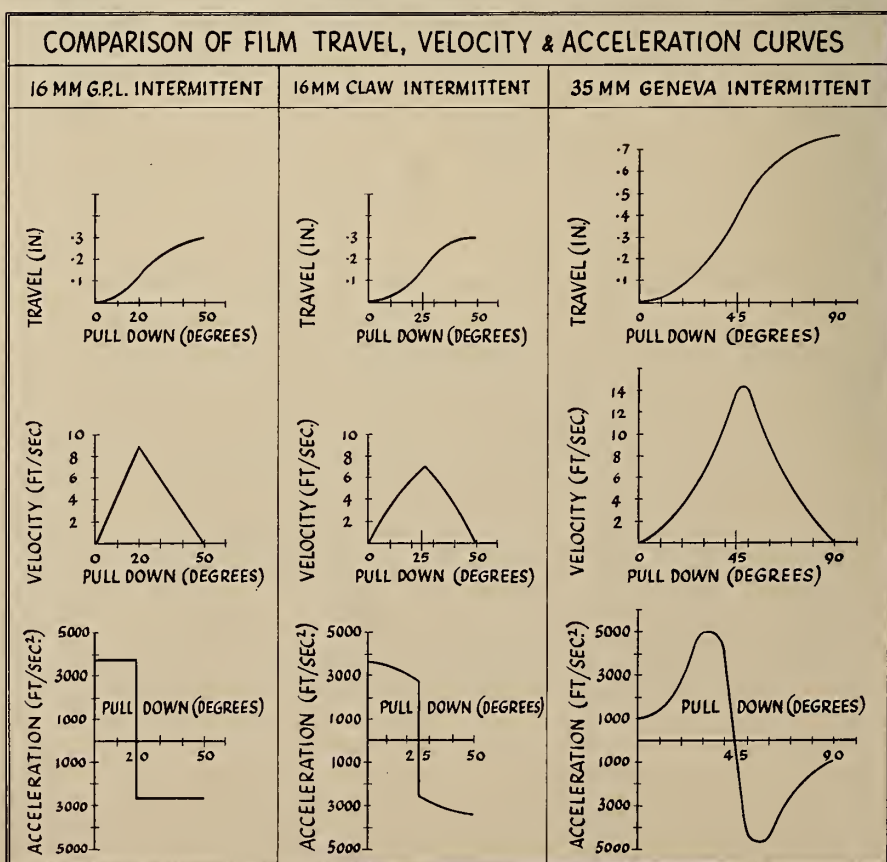 COMPARISON OF FILM TRAVEL, VELOCITY & ACCELERATION CURVES
16 MM G.P.L. INTERMITTENT
16MM CLAW INTERMITTENT
35 MM GENEVA INTERMITTENT
TRAVEL (IN.)
.3
.2
.1
0 20 50
PULL DOWN (DEGREES)
TRAVEL (IN.)
.3
.2
.1
0 25 50
PULL DOWN (DEGREES)
TRAVEL (IN.)
.7
.6
.5
.4
.3
.2
.1
0 45 90
PULL DOWN (DEGREES)
VELOCITY (FT/SEC.)
10
8
6
4
2
0 20 50
PULL DOWN (DEGREES)
VELOCITY (FT/SEC.)
10
8
6
4
2
0 25 50
PULL DOWN (DEGREES)
VELOCITY (FT/SEC.)
14
12
10
8
6
4
2
0 45 90
PULL DOWN (DEGREES)
ACCELERATION (FT/SEC.²)
5000
3000
1000
PULL DOWN (DEGREES)
20 50
1000
3000
5000
ACCELERATION (FT/SEC.²)
5000
3000
1000
PULL DOWN (DEGREES)
25 50
1000
3000
5000
ACCELERATION (FT/SEC.²)
5000
3000
1000
PULL DOWN (DEGREES)
45 90
1000
3000
5000